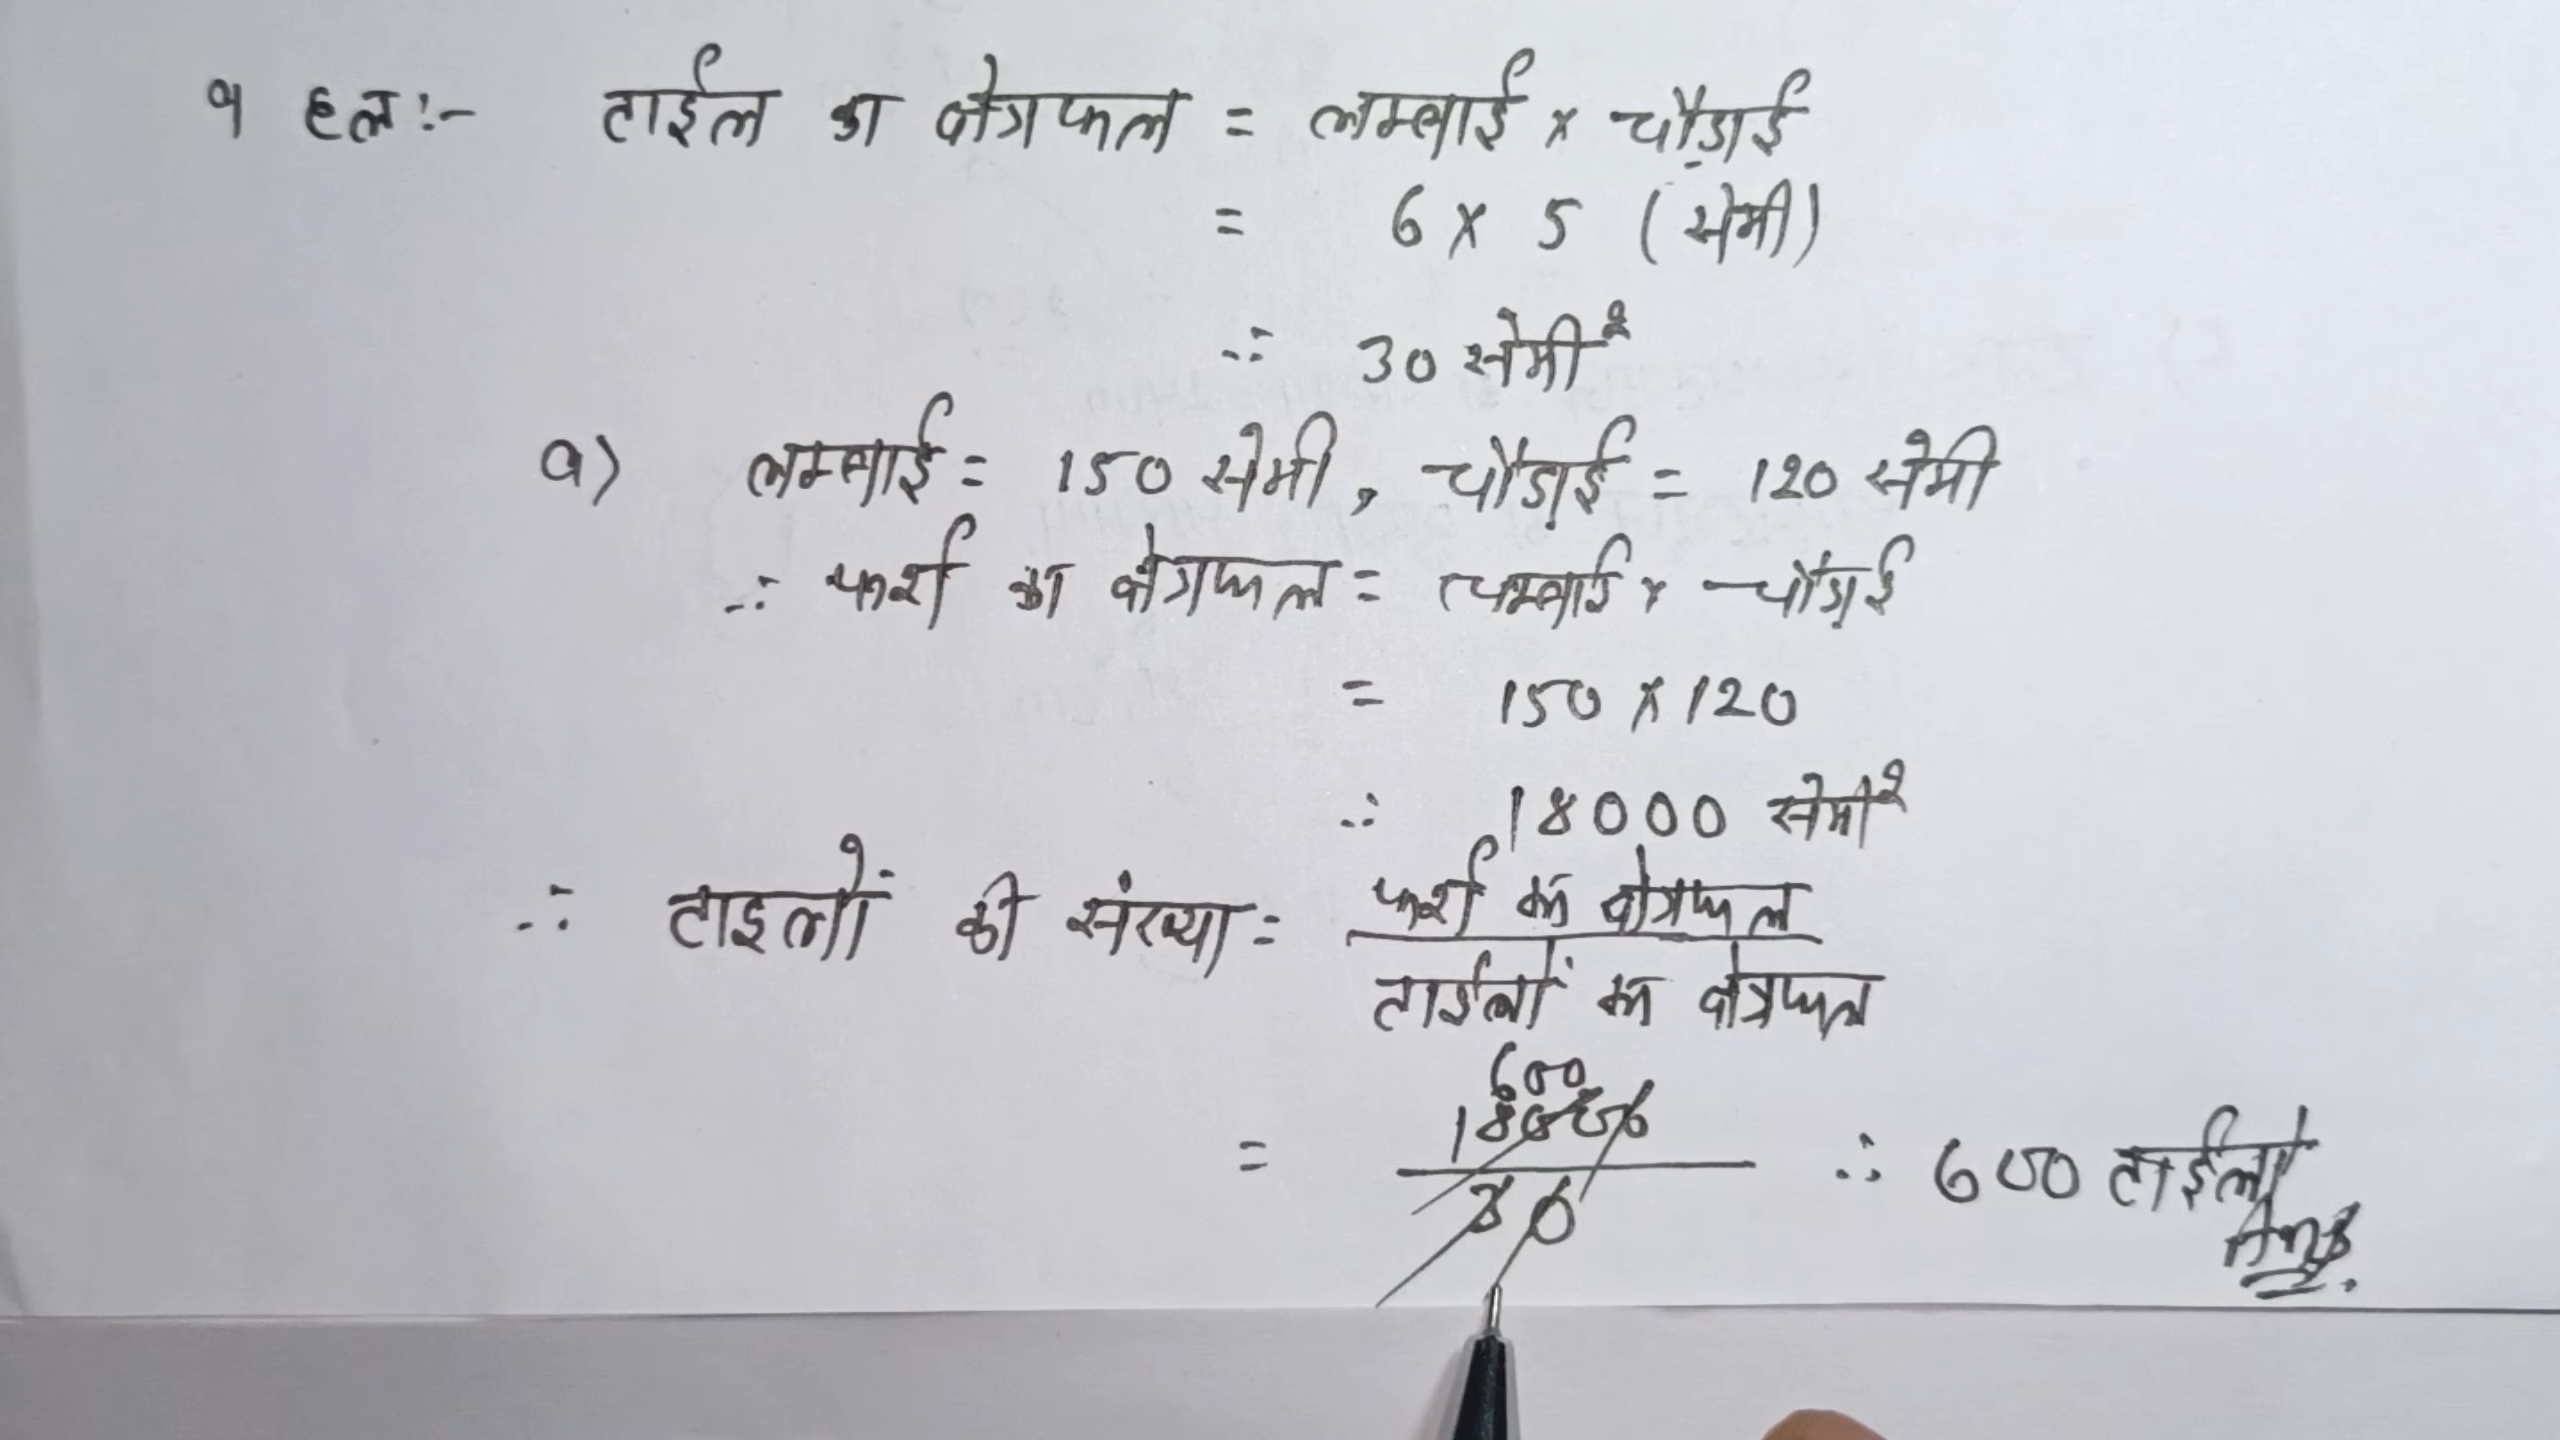 9 हल:- टाईल का क्षेत्रफल = लम्बाई × चौड़ाई
= 6 × 5 (सेमी)
∴ 30 सेमी²
a) लम्बाई = 150 सेमी, चौड़ाई = 120 सेमी
∴ फर्श का क्षेत्रफल = लम्बाई × चौड़ाई
= 150 × 120
∴ 18000 सेमी²
∴ टाइलों की संख्या = फर्श का क्षेत्रफल
टाईलों का क्षेत्रफल
600
= 18000 ∴ 600 टाईलों
30
Ans.